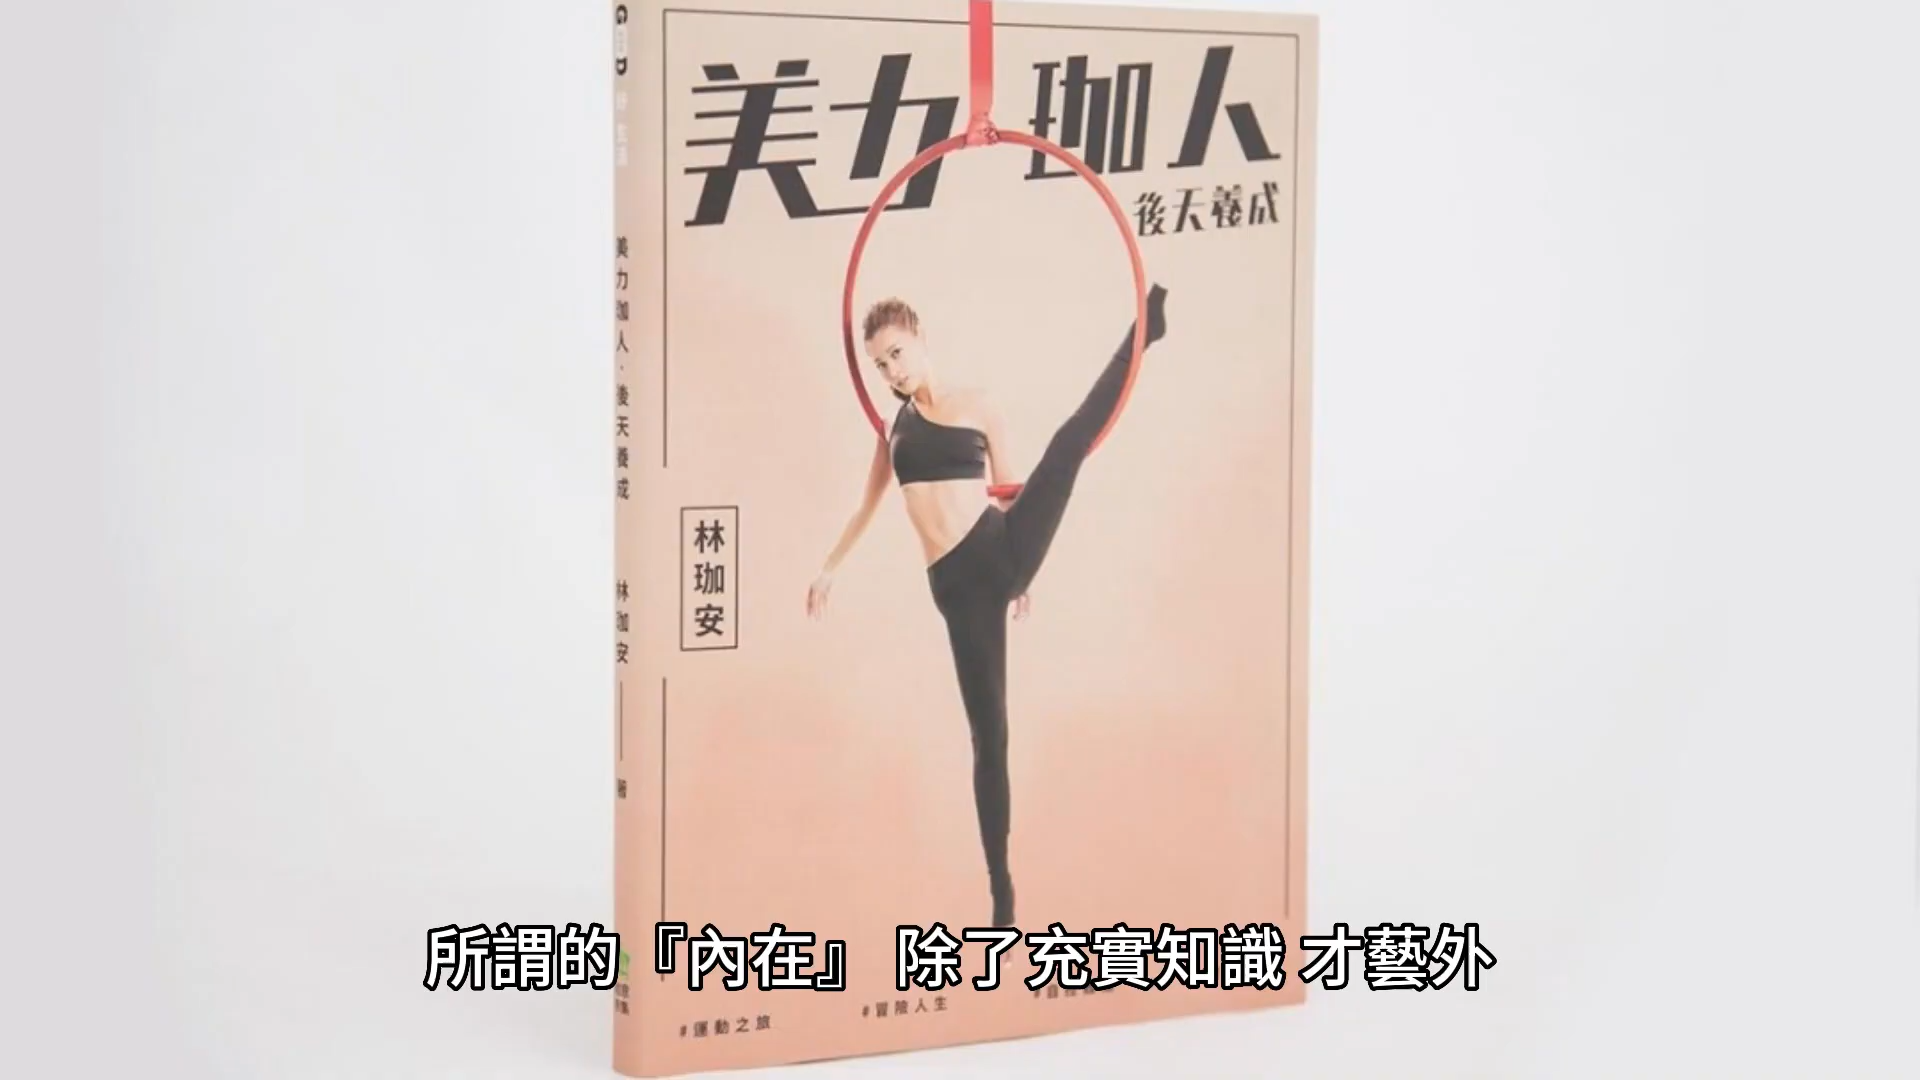 美力珈人
後天養成
林珈安
美力珈人·後天養成 林珈安 著
#運動之旅
#冒險人生
所謂的『內在』 除了充實知識 才藝外